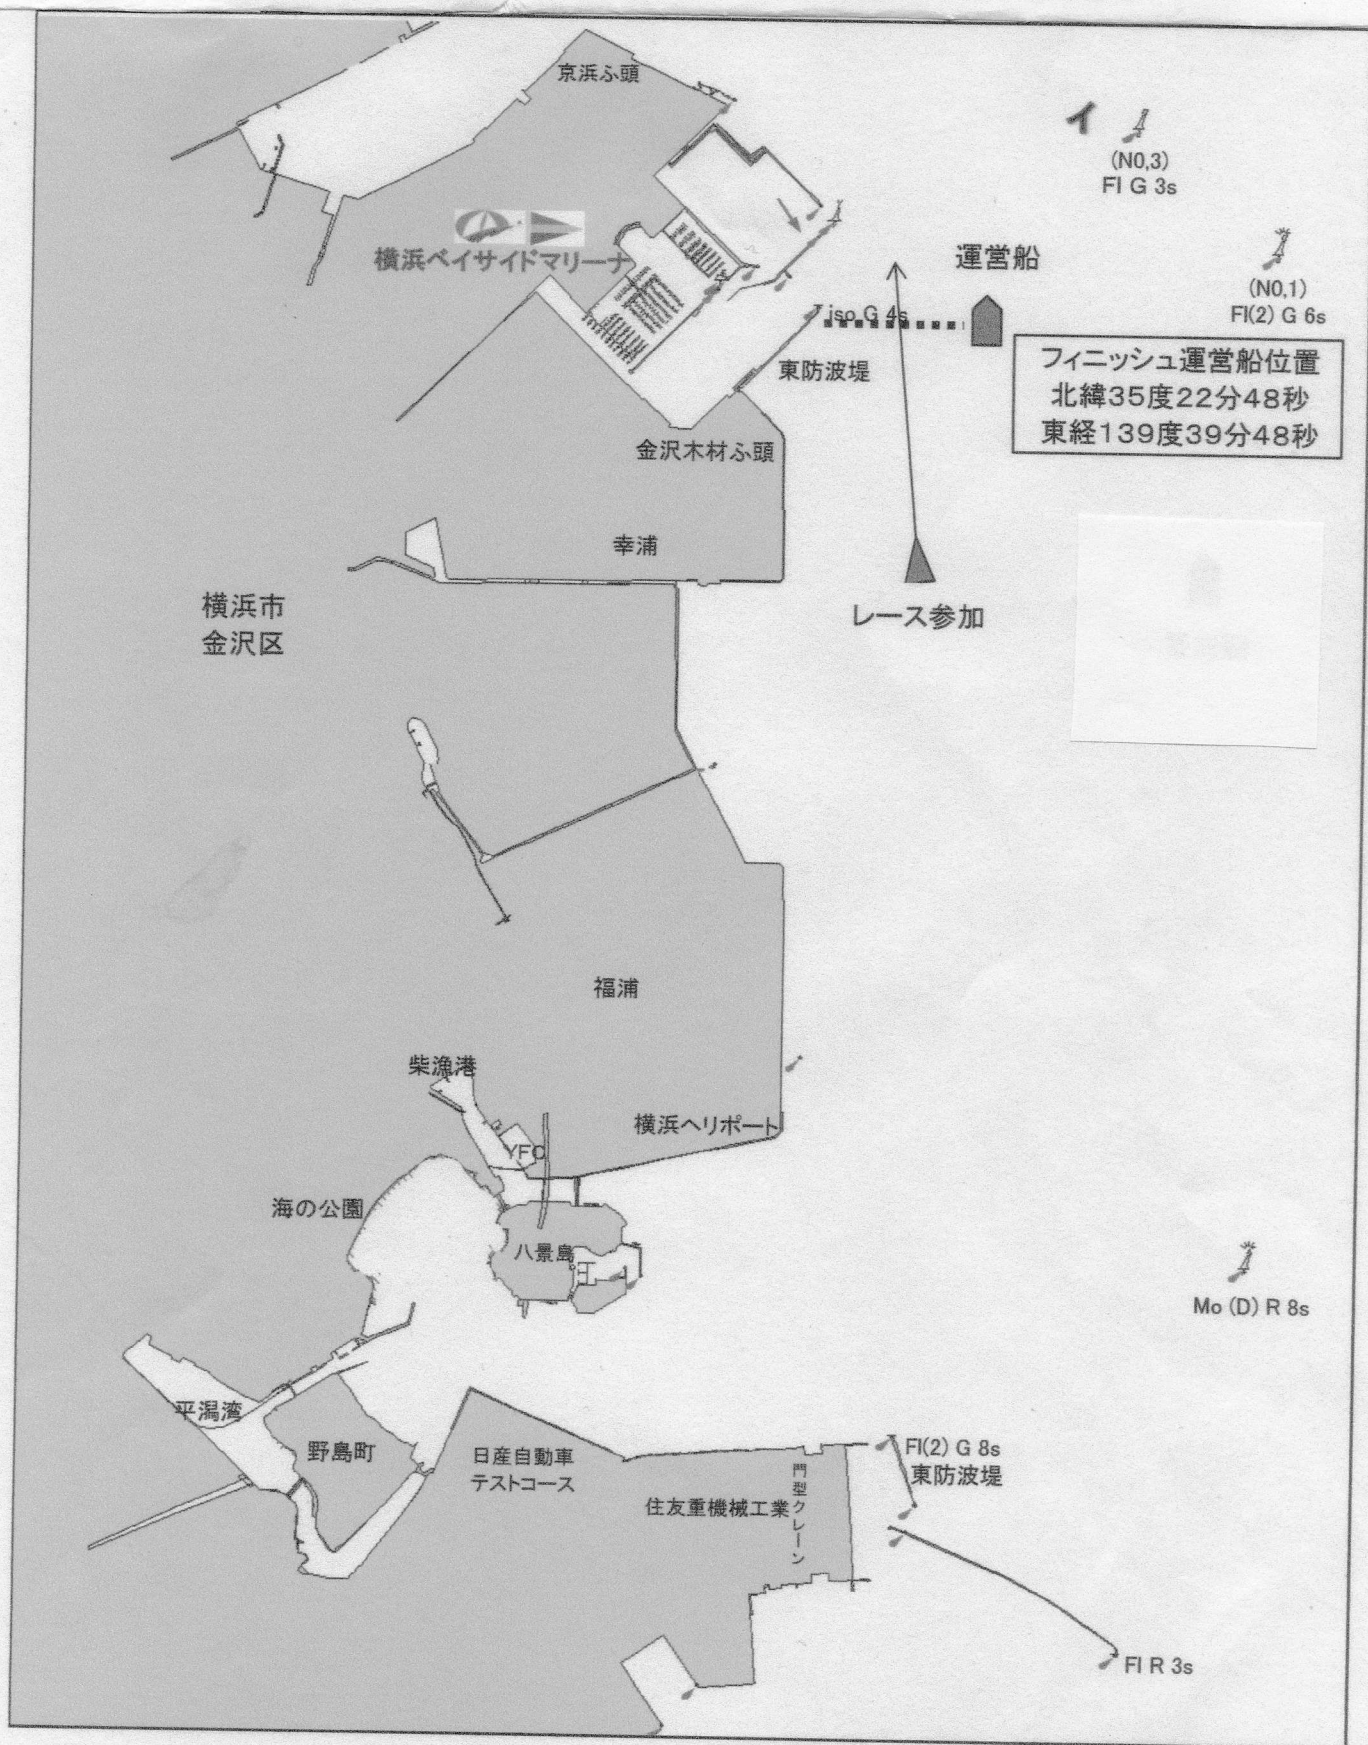 京浜ふ頭
イ
(N0,3)
Fl G 3s
横浜ベイサイドマリーナ
運営船
(N0,1)
Fl(2) G 6s
iso G 4s
フィニッシュ運営船位置
北緯35度22分48秒
東経139度39分48秒
東防波堤
金沢木材ふ頭
幸浦
横浜市
金沢区
レース参加
福浦
柴漁港
横浜ヘリポート
YFC
海の公園
八景島
Mo (D) R 8s
平潟湾
野島町
日産自動車
テストコース
Fl(2) G 8s
東防波堤
住友重機械工業
門型クレーン
Fl R 3s